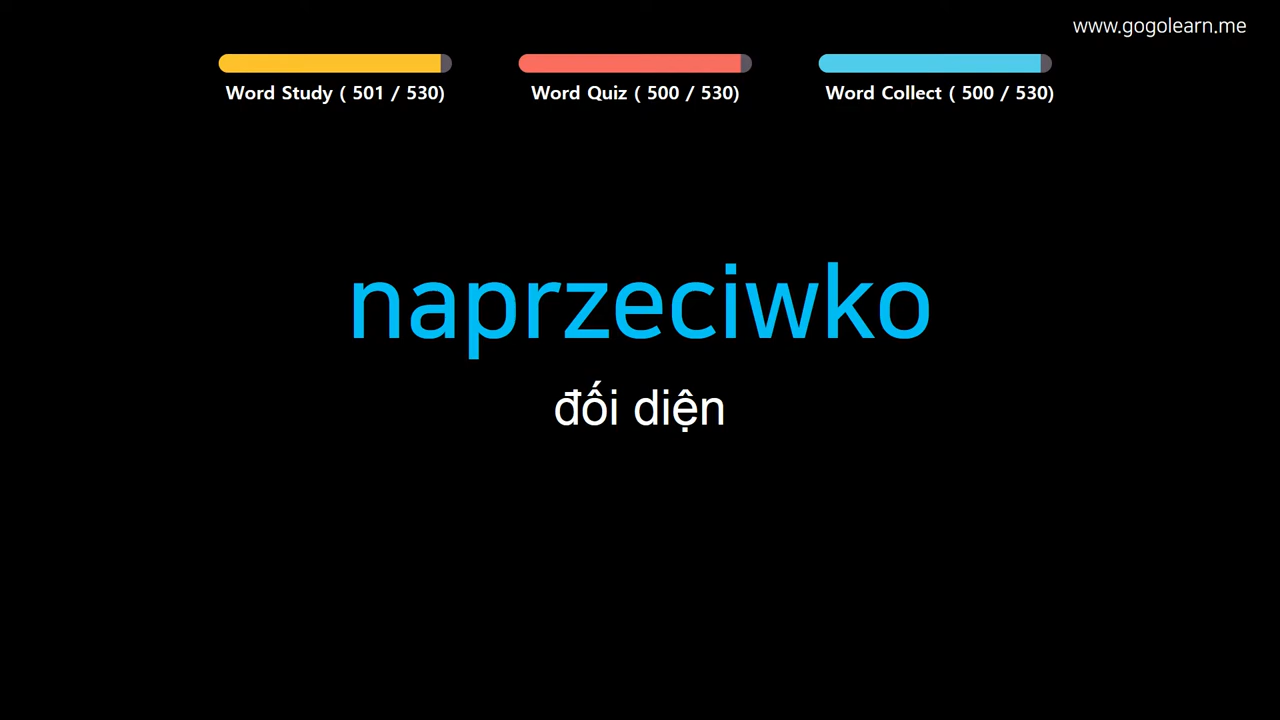 www.gogolearn.me
Word Study ( 501 / 530)
Word Quiz ( 500 / 530)
Word Collect ( 500 / 530)
naprzeciwko
đối diện